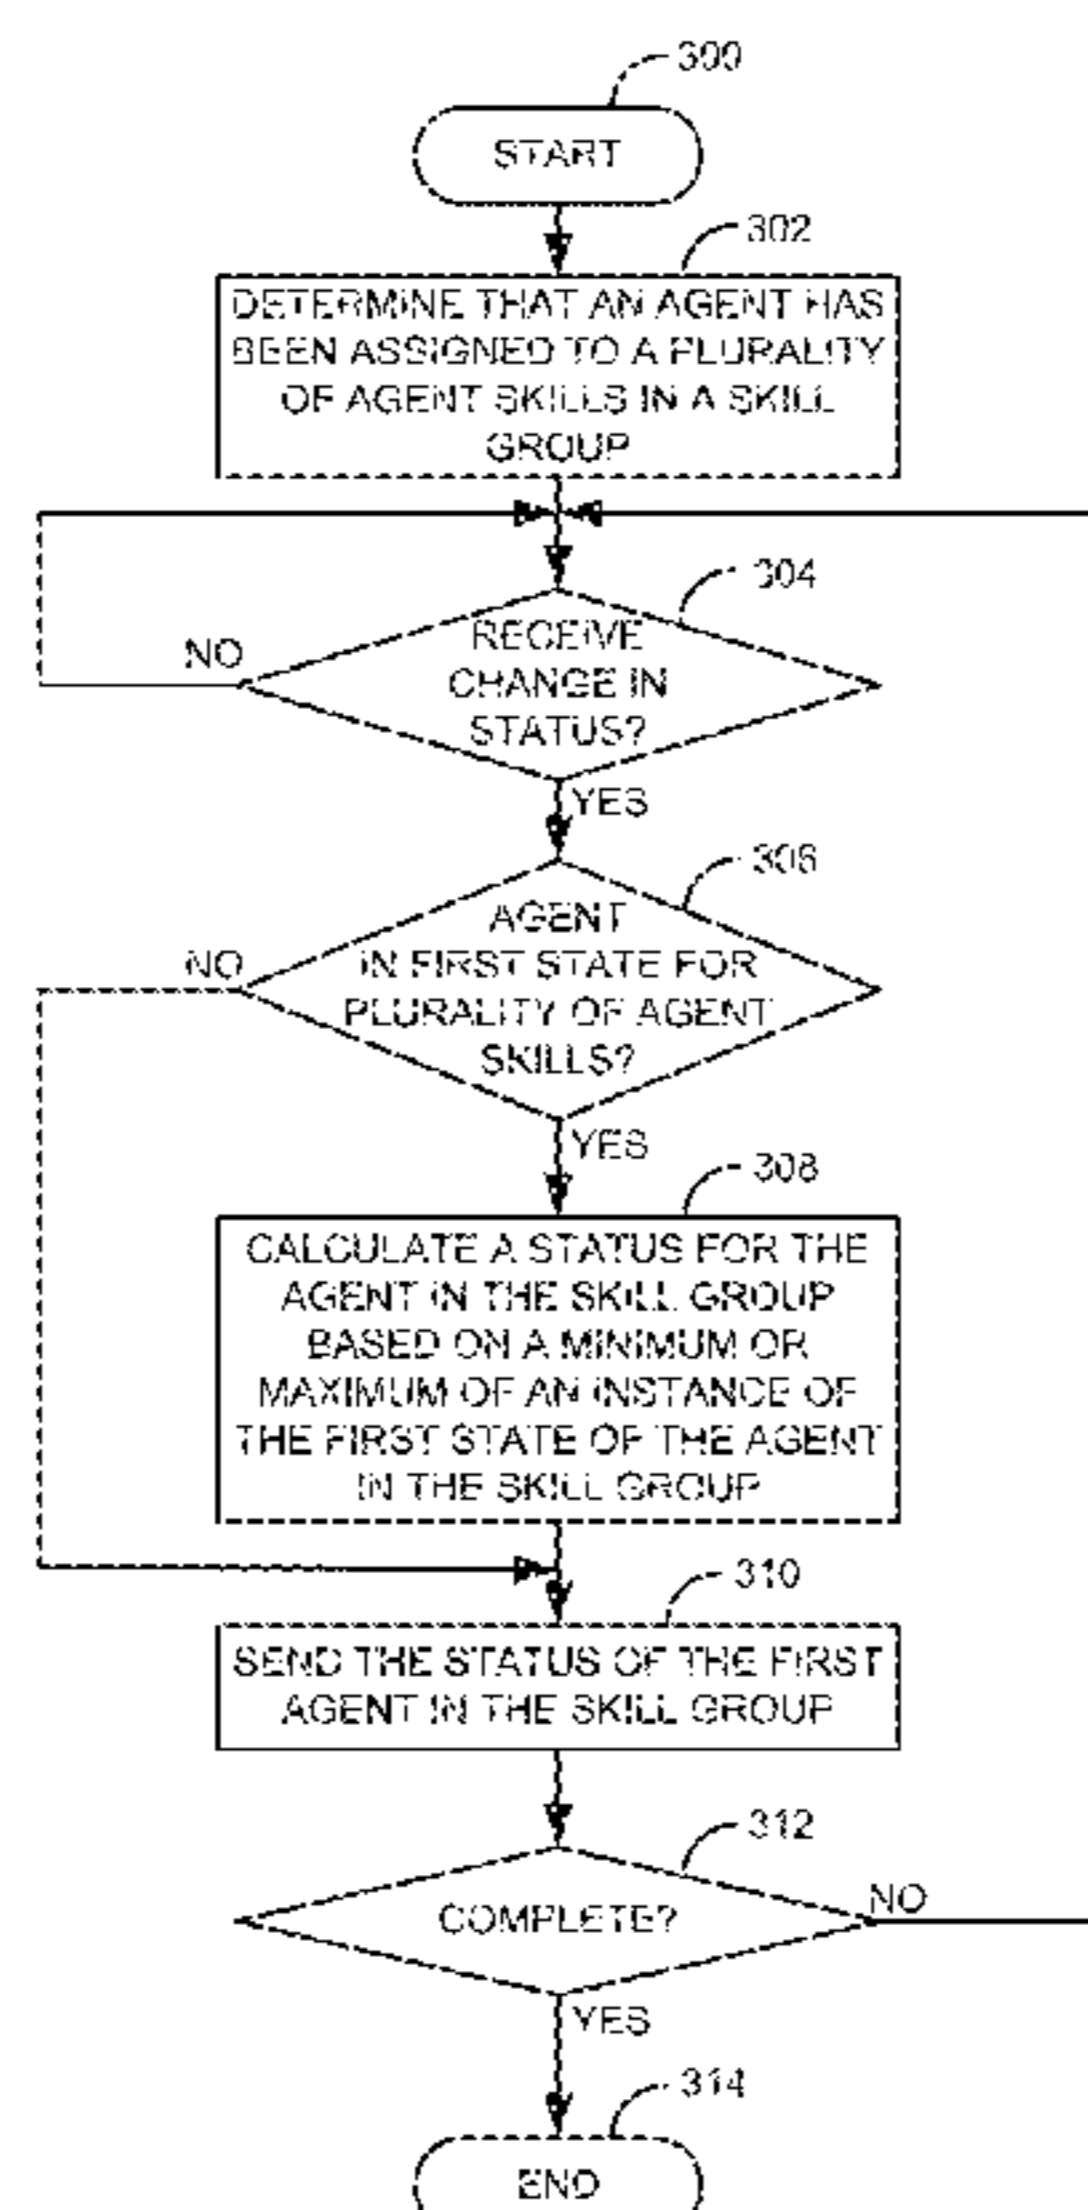 300
START
302
DETERMINE THAT AN AGENT HAS
BEEN ASSIGNED TO A PLURALITY
OF AGENT SKILLS IN A SKILL
GROUP
304
RECEIVE
CHANGE IN
STATUS?
NO
YES
306
AGENT
IN FIRST STATE FOR
PLURALITY OF AGENT
SKILLS?
NO
YES
308
CALCULATE A STATUS FOR THE
AGENT IN THE SKILL GROUP
BASED ON A MINIMUM OR
MAXIMUM OF AN INSTANCE OF
THE FIRST STATE OF THE AGENT
IN THE SKILL GROUP
310
SEND THE STATUS OF THE FIRST
AGENT IN THE SKILL GROUP
312
COMPLETE?
NO
YES
314
END